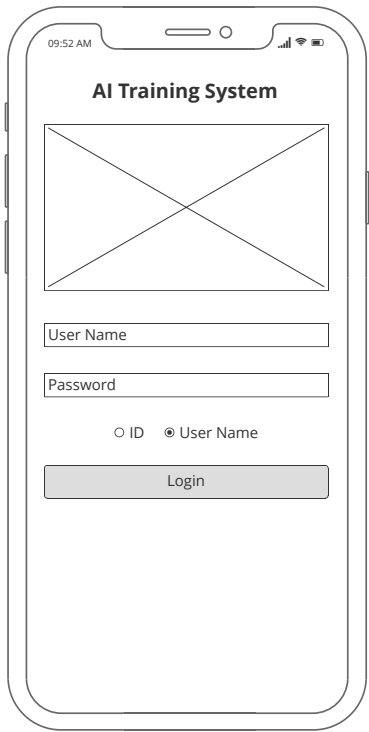 09:52 AM
AI Training System
User Name
Password
ID User Name
Login